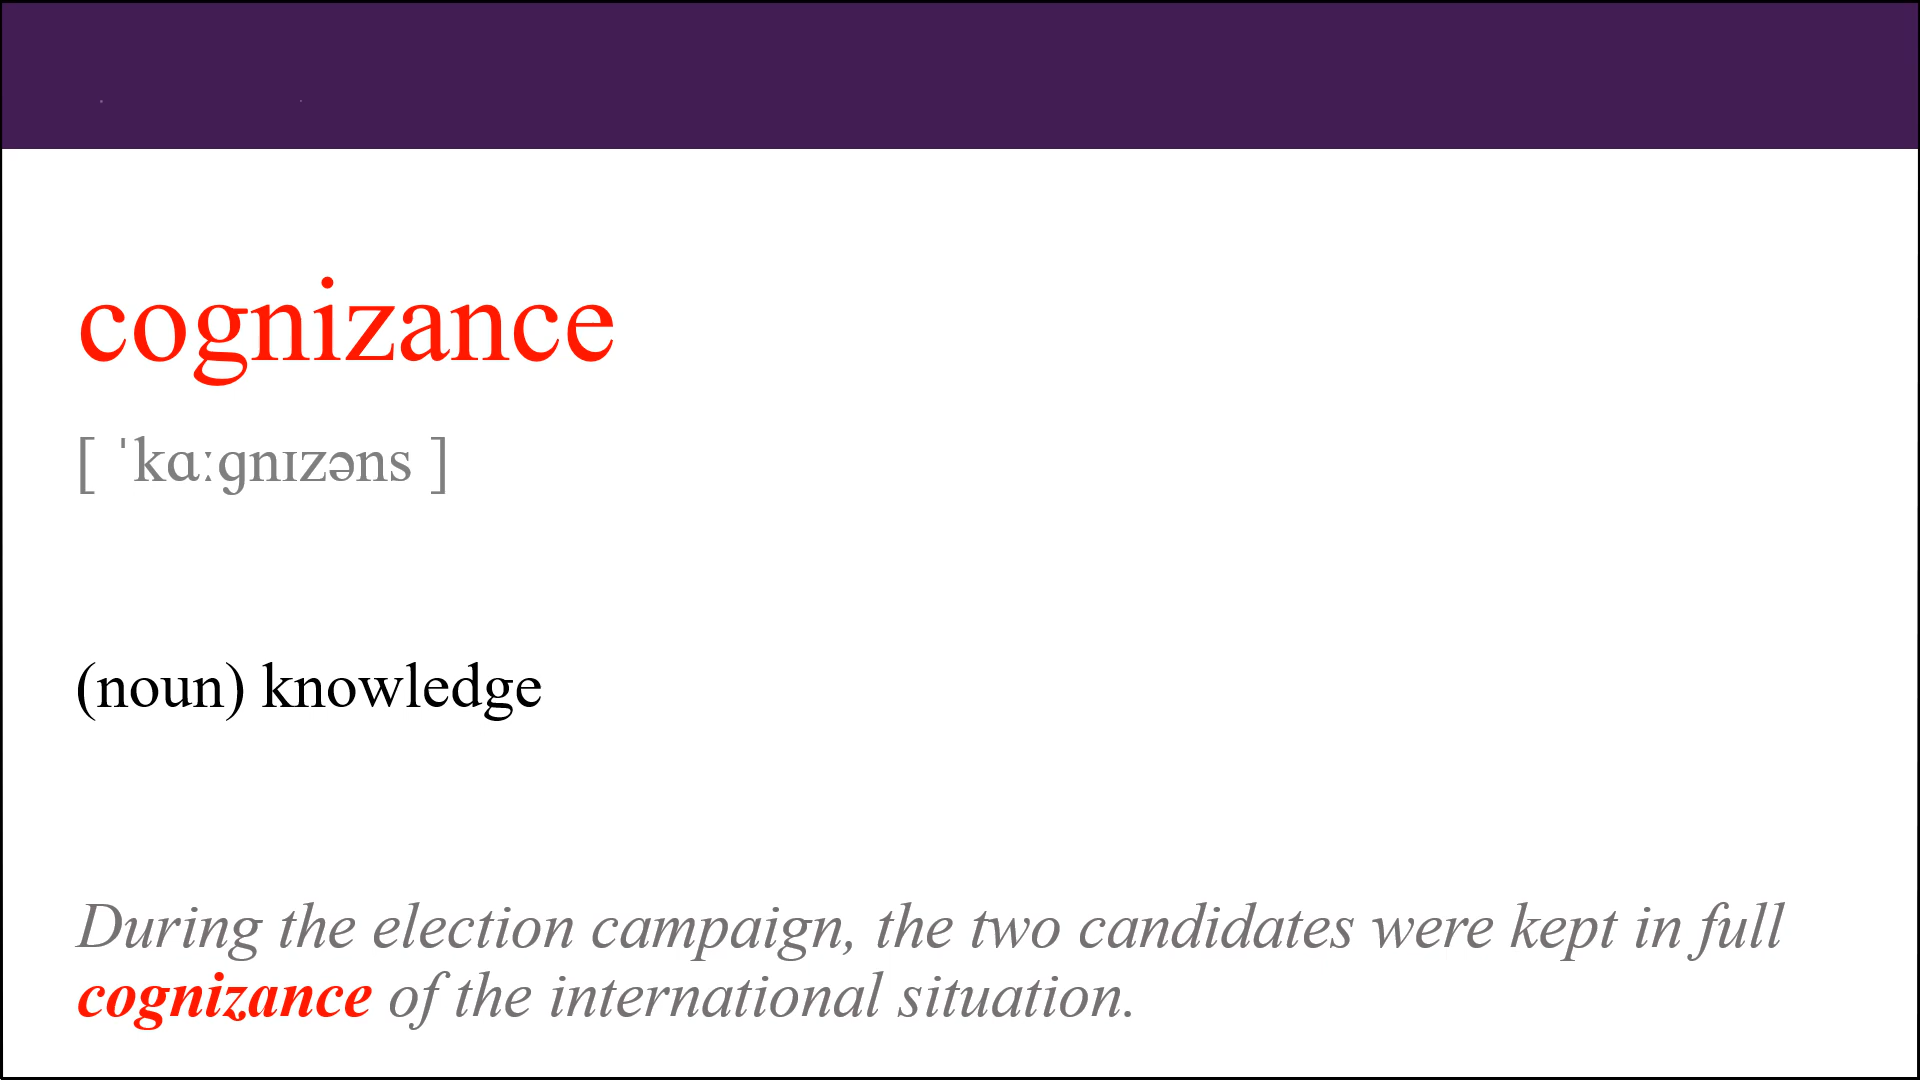 cognizance
[ ˈkɑːɡnɪzəns ]
(noun) knowledge
During the election campaign, the two candidates were kept in full
cognizance of the international situation.